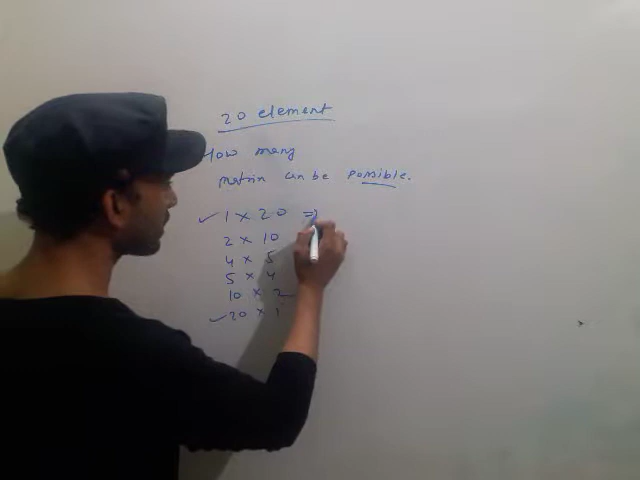 20 element
How many
matrix can be possible.
✓ 1 × 20 ⇒
2 × 10
4 × 5
5 × 4
10 × 2
✓ 20 × 1